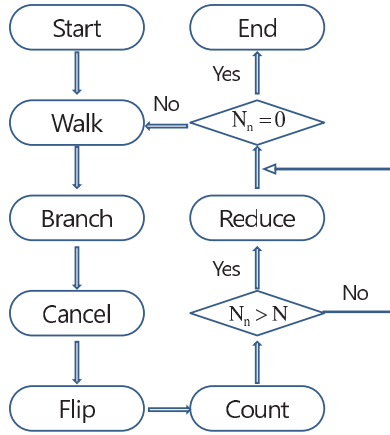 Start
Walk
Branch
Cancel
Flip
Count
Nₙ > N
Yes
No
Reduce
Nₙ = 0
No
Yes
End